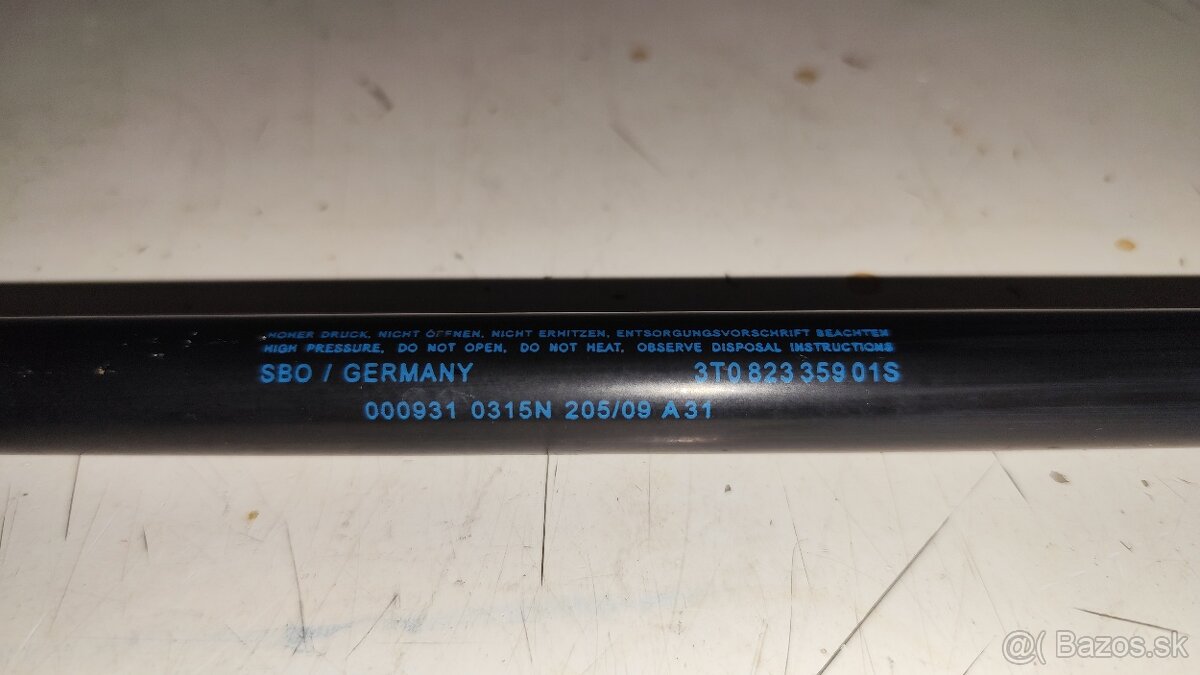 HOHER DRUCK, NICHT ÖFFNEN, NICHT ERHITZEN, ENTSORGUNGSVORSCHRIFT BEACHTEN
HIGH PRESSURE, DO NOT OPEN, DO NOT HEAT, OBSERVE DISPOSAL INSTRUCTIONS
SBO / GERMANY 3T0 823 359 01S
000931 0315N 205/09 A31
@( Bazos.sk